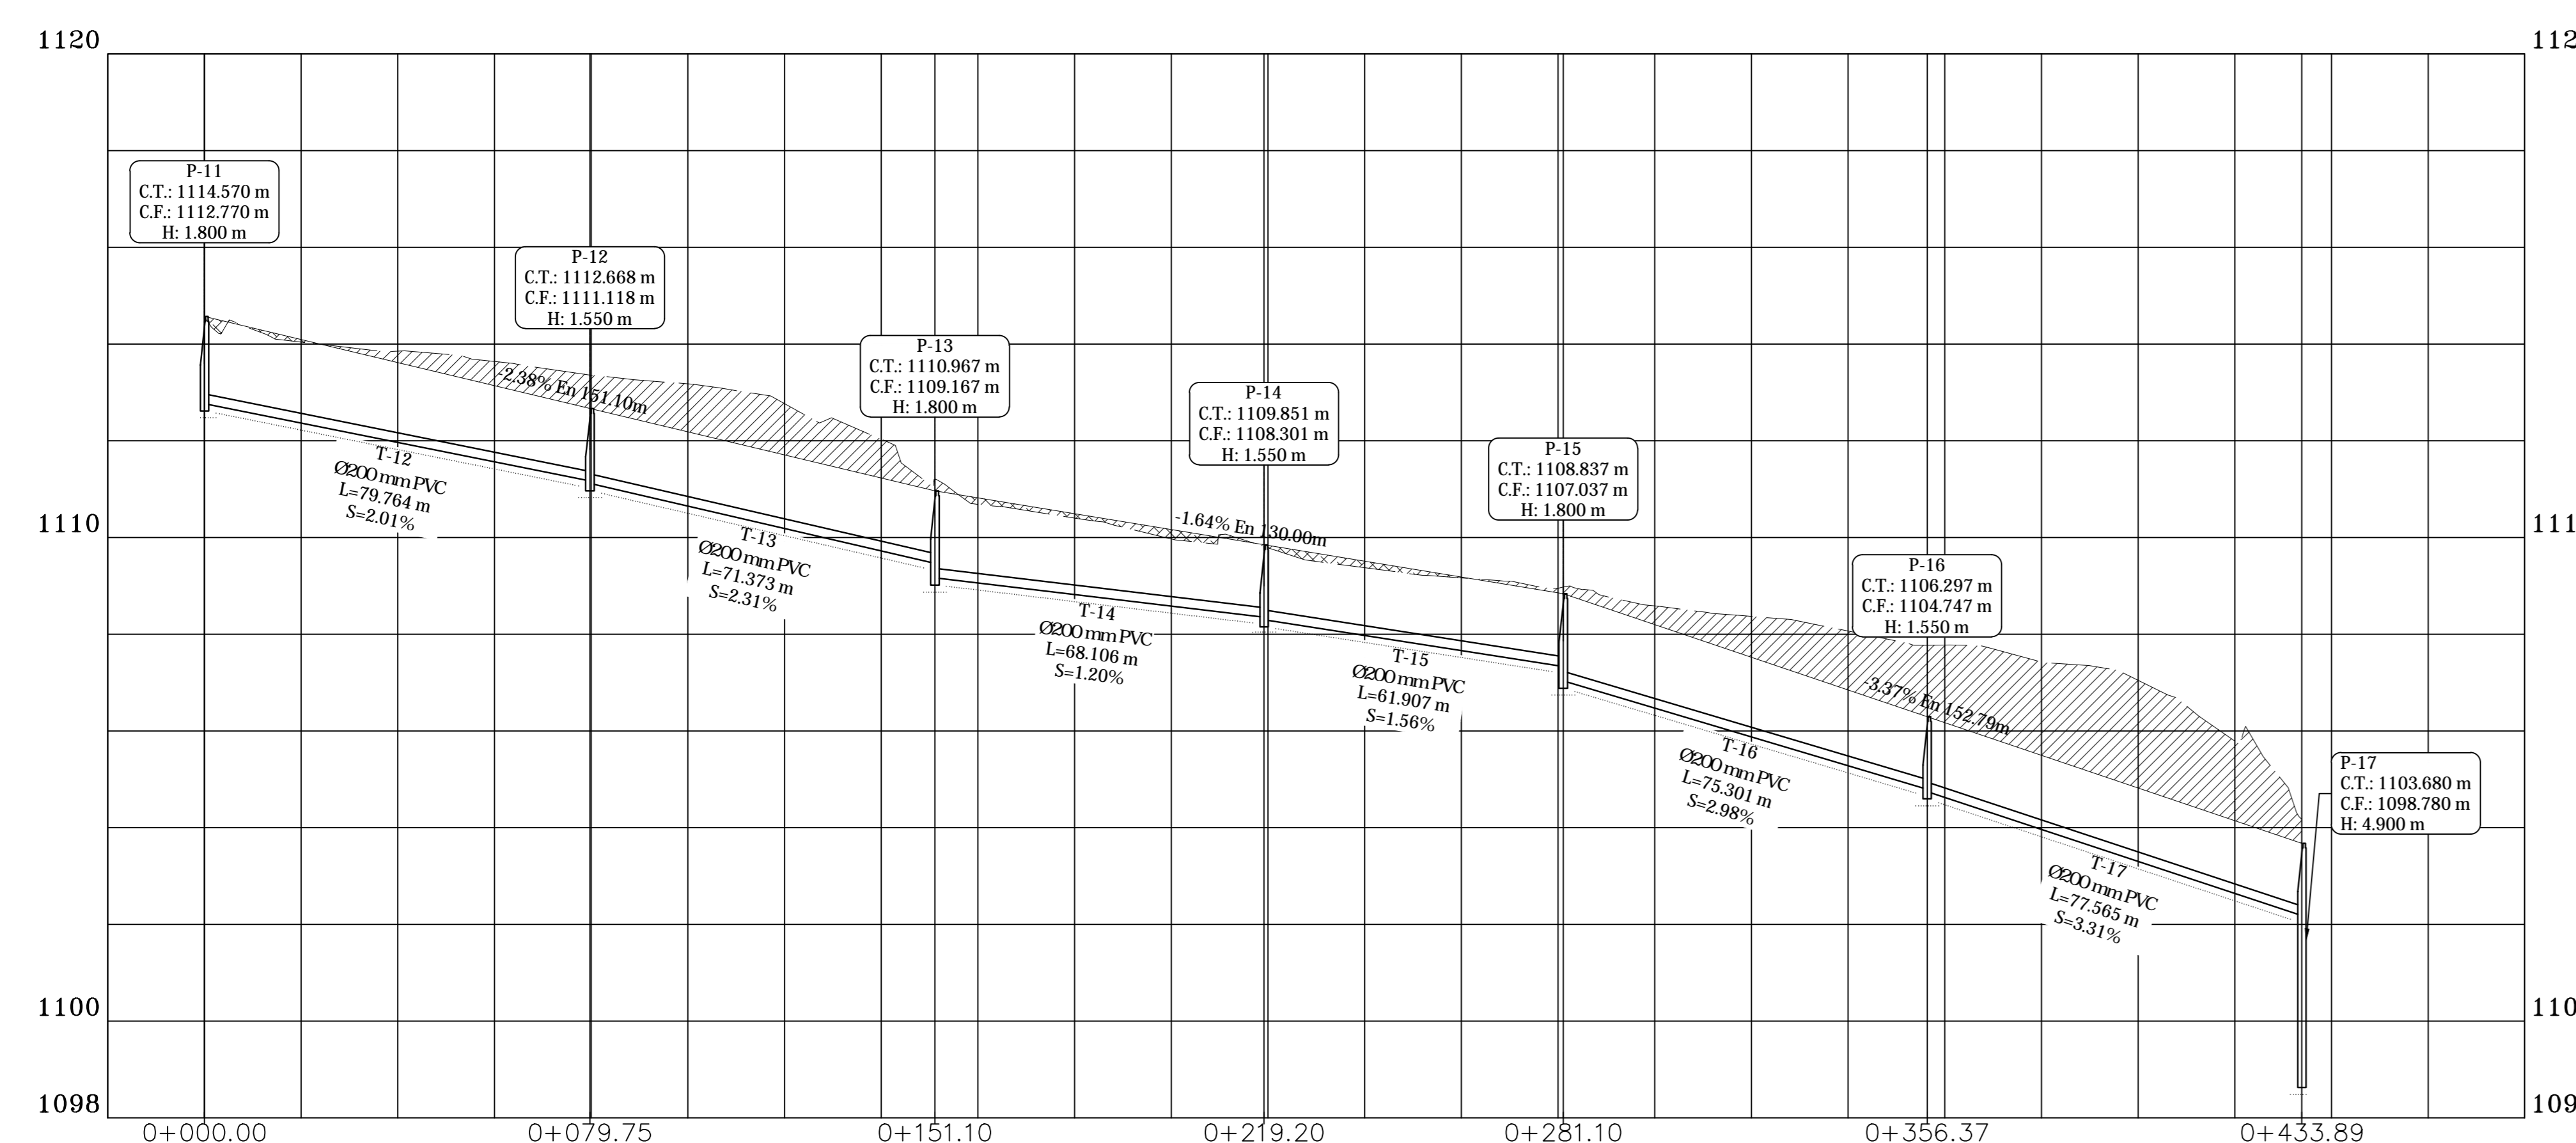 1120
112
P-11
C.T.: 1114.570 m
C.F.: 1112.770 m
H: 1.800 m
P-12
C.T.: 1112.668 m
C.F.: 1111.118 m
H: 1.550 m
P-13
C.T.: 1110.967 m
C.F.: 1109.167 m
H: 1.800 m
P-14
C.T.: 1109.851 m
C.F.: 1108.301 m
H: 1.550 m
P-15
C.T.: 1108.837 m
C.F.: 1107.037 m
H: 1.800 m
P-16
C.T.: 1106.297 m
C.F.: 1104.747 m
H: 1.550 m
P-17
C.T.: 1103.680 m
C.F.: 1098.780 m
H: 4.900 m
-2.38% En 151.10m
-1.64% En 130.00m
-3.37% En 152.79m
1110
111
T-12
Ø200 mm PVC
L=79.764 m
S=2.01%
T-13
Ø200 mm PVC
L=71.373 m
S=2.31%
T-14
Ø200 mm PVC
L=68.106 m
S=1.20%
T-15
Ø200 mm PVC
L=61.907 m
S=1.56%
T-16
Ø200 mm PVC
L=75.301 m
S=2.98%
T-17
Ø200 mm PVC
L=77.565 m
S=3.31%
1100
110
1098
109
0+000.00
0+079.75
0+151.10
0+219.20
0+281.10
0+356.37
0+433.89